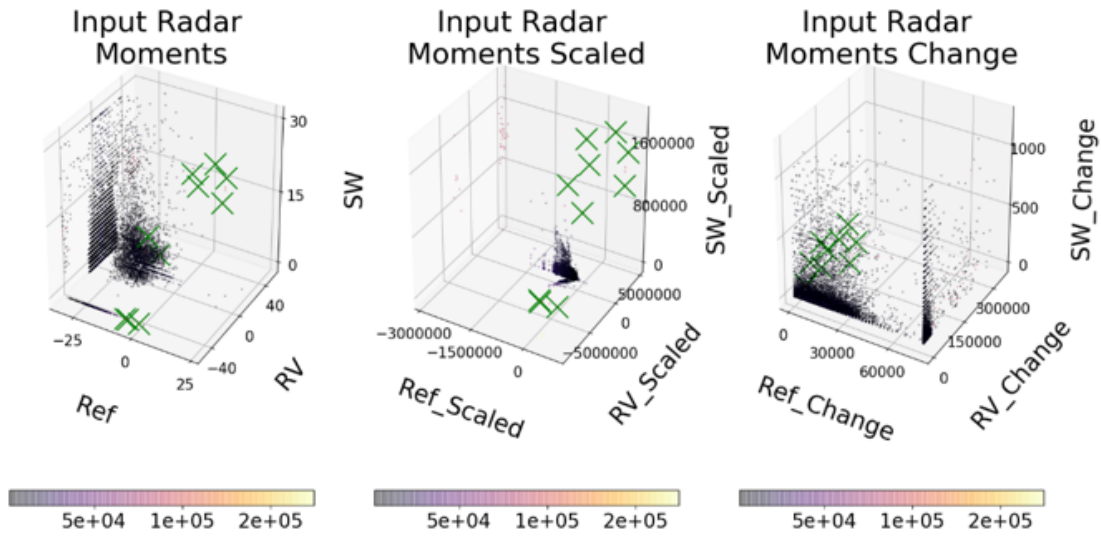 Input Radar
Moments
Input Radar
Moments Scaled
Input Radar
Moments Change
30
15
0
SW
−25
0
25
Ref
−40
0
40
RV
1600000
800000
0
SW_Scaled
−3000000
−1500000
0
Ref_Scaled
−5000000
0
5000000
RV_Scaled
1000
500
0
SW_Change
0
30000
60000
Ref_Change
0
150000
300000
RV_Change
5e+04 1e+05 2e+05
5e+04 1e+05 2e+05
5e+04 1e+05 2e+05